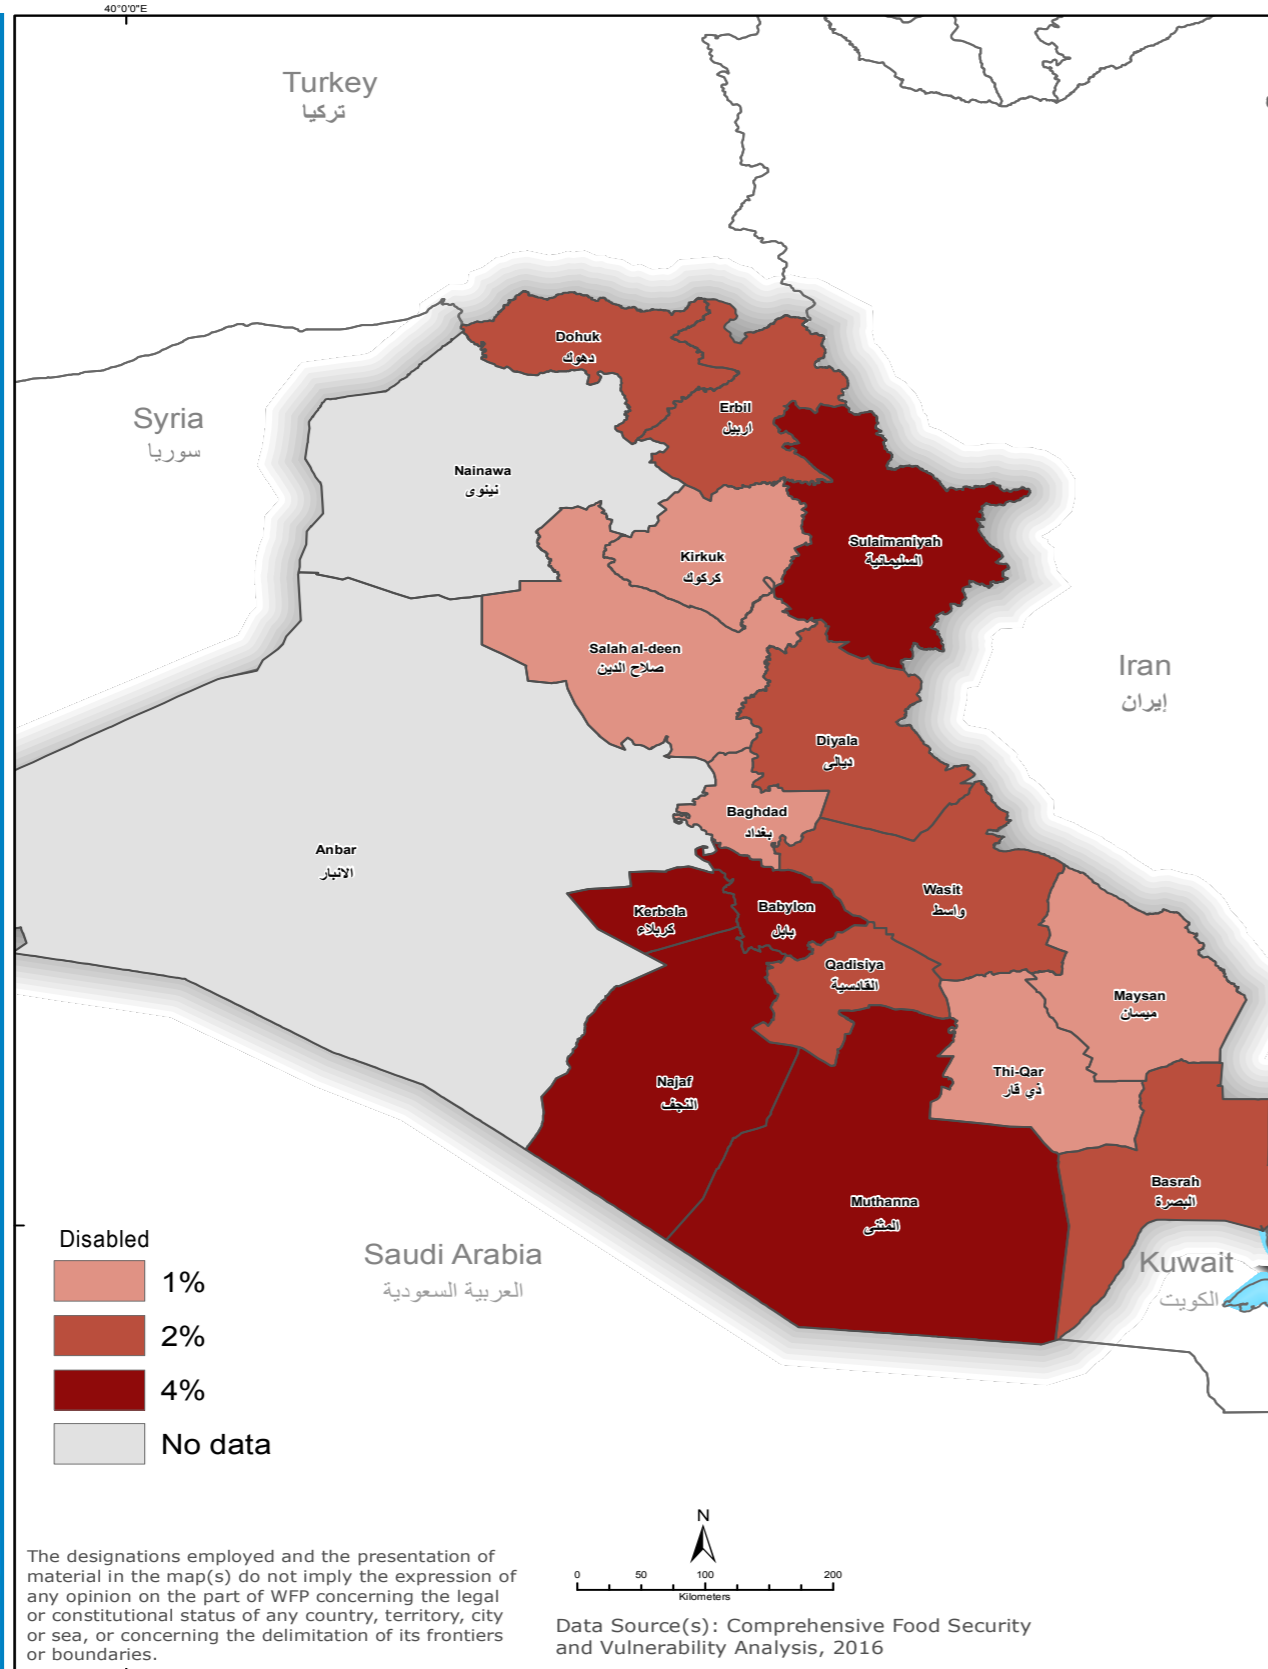 40°0'0"E
Turkey
تركيا
Syria
سوريا
Dohuk
دهوك
Erbil
اربيل
Nainawa
نينوى
Kirkuk
كركوك
Sulaimaniyah
السليمانية
Salah al-deen
صلاح الدين
Iran
إيران
Diyala
ديالى
Baghdad
بغداد
Anbar
الانبار
Wasit
واسط
Kerbela
كربلاء
Babylon
بابل
Qadisiya
القادسية
Maysan
ميسان
Thi-Qar
ذي قار
Najaf
النجف
Muthanna
المثنى
Basrah
البصرة
Saudi Arabia
العربية السعودية
Kuwait
الكويت
Disabled
1%
2%
4%
No data
The designations employed and the presentation of
material in the map(s) do not imply the expression of
any opinion on the part of WFP concerning the legal
or constitutional status of any country, territory, city
or sea, or concerning the delimitation of its frontiers
or boundaries.
N
0 50 100 200
Kilometers
Data Source(s): Comprehensive Food Security
and Vulnerability Analysis, 2016